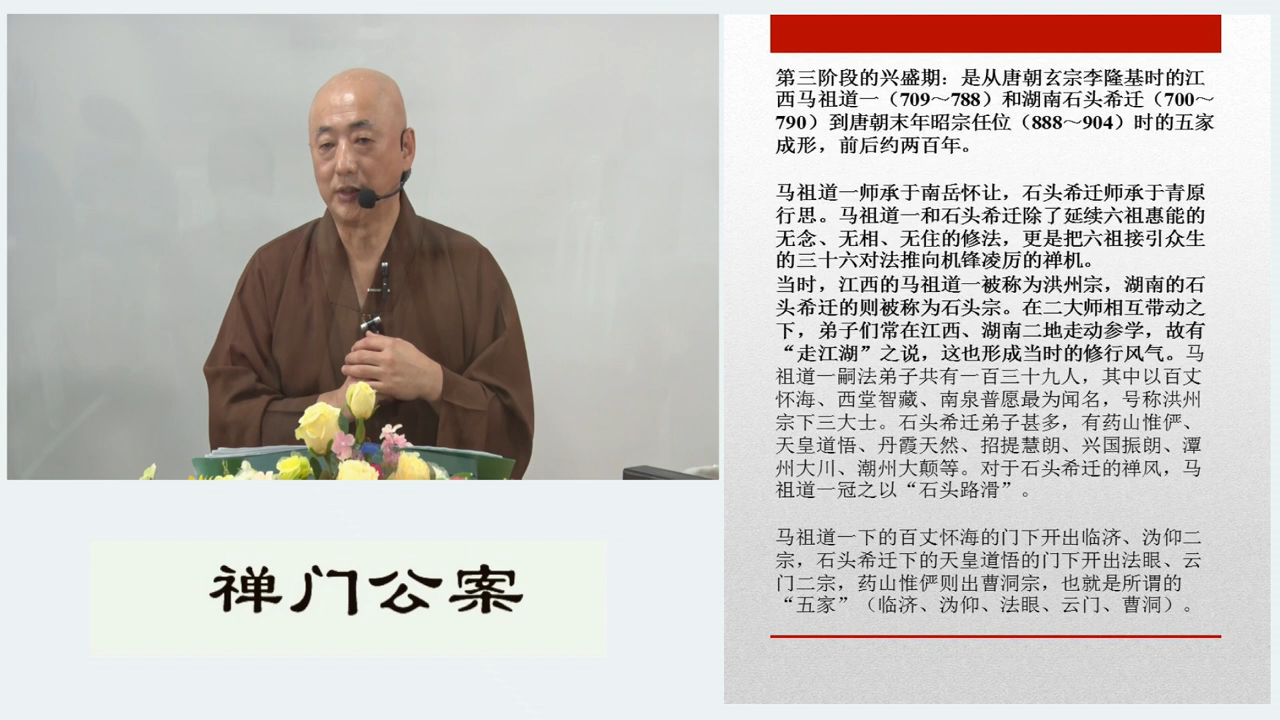 第三阶段的兴盛期：是从唐朝玄宗李隆基时的江
西马祖道一（709～788）和湖南石头希迁（700～
790）到唐朝末年昭宗任位（888～904）时的五家
成形，前后约两百年。
马祖道一师承于南岳怀让，石头希迁师承于青原
行思。马祖道一和石头希迁除了延续六祖惠能的
无念、无相、无住的修法，更是把六祖接引众生
的三十六对法推向机锋凌厉的禅机。
当时，江西的马祖道一被称为洪州宗，湖南的石
头希迁的则被称为石头宗。在二大师相互带动之
下，弟子们常在江西、湖南二地走动参学，故有
“走江湖”之说，这也形成当时的修行风气。马
祖道一嗣法弟子共有一百三十九人，其中以百丈
怀海、西堂智藏、南泉普愿最为闻名，号称洪州
宗下三大士。石头希迁弟子甚多，有药山惟俨、
天皇道悟、丹霞天然、招提慧朗、兴国振朗、潭
州大川、潮州大颠等。对于石头希迁的禅风，马
祖道一冠之以“石头路滑”。
马祖道一下的百丈怀海的门下开出临济、沩仰二
宗，石头希迁下的天皇道悟的门下开出法眼、云
门二宗，药山惟俨则出曹洞宗，也就是所谓的
“五家”（临济、沩仰、法眼、云门、曹洞）。
禅门公案